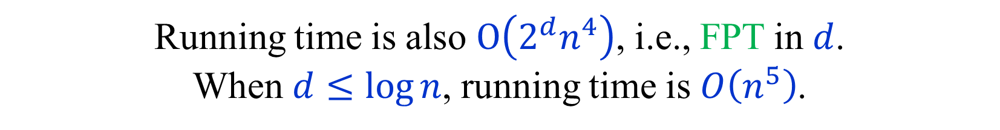 Running time is also O(2^d n^4), i.e., FPT in d.
When d ≤ log n, running time is O(n^5).